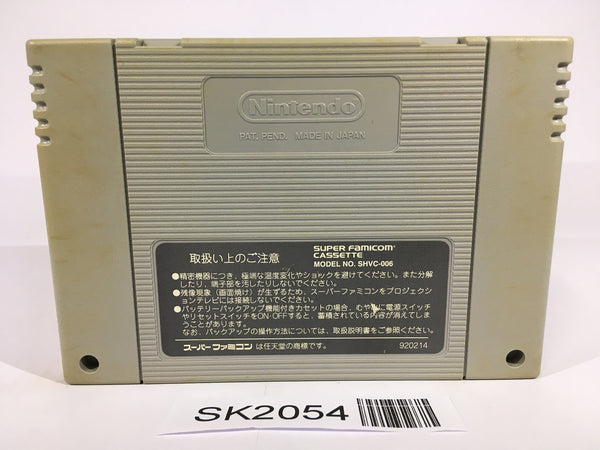 Nintendo
PAT. PEND. MADE IN JAPAN
取扱い上のご注意
SUPER FAMICOM
CASSETTE
MODEL NO. SHVC-006
●精密機器につき、極端な温度変化やショックを避けてください。また分解
したり、端子部を汚したりしないでください。
●残像現象(画面焼け)が生ずるため、スーパーファミコンをプロジェクシ
ョンテレビには接続しないでください。
●バッテリーバックアップ機能付きカセットの場合、むやみに電源スイッチ
やリセットスイッチをON・OFFすると、蓄積されている内容が消えてしま
うことがあります。
なお、バックアップの操作方法については、取扱説明書をご参照ください。
スーパーファミコンは任天堂の商標です。
920214
SK2054